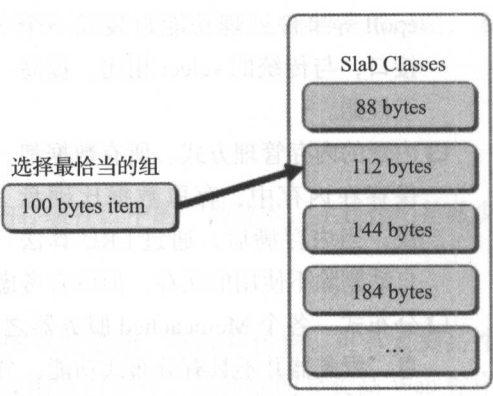 Slab Classes
88 bytes
选择最恰当的组
112 bytes
100 bytes item
144 bytes
184 bytes
...